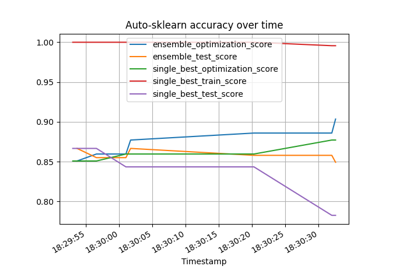 Auto-sklearn accuracy over time
1.00
0.95
0.90
0.85
0.80
ensemble_optimization_score
ensemble_test_score
single_best_optimization_score
single_best_train_score
single_best_test_score
18:29:55
18:30:00
18:30:05
18:30:10
18:30:15
18:30:20
18:30:25
18:30:30
Timestamp